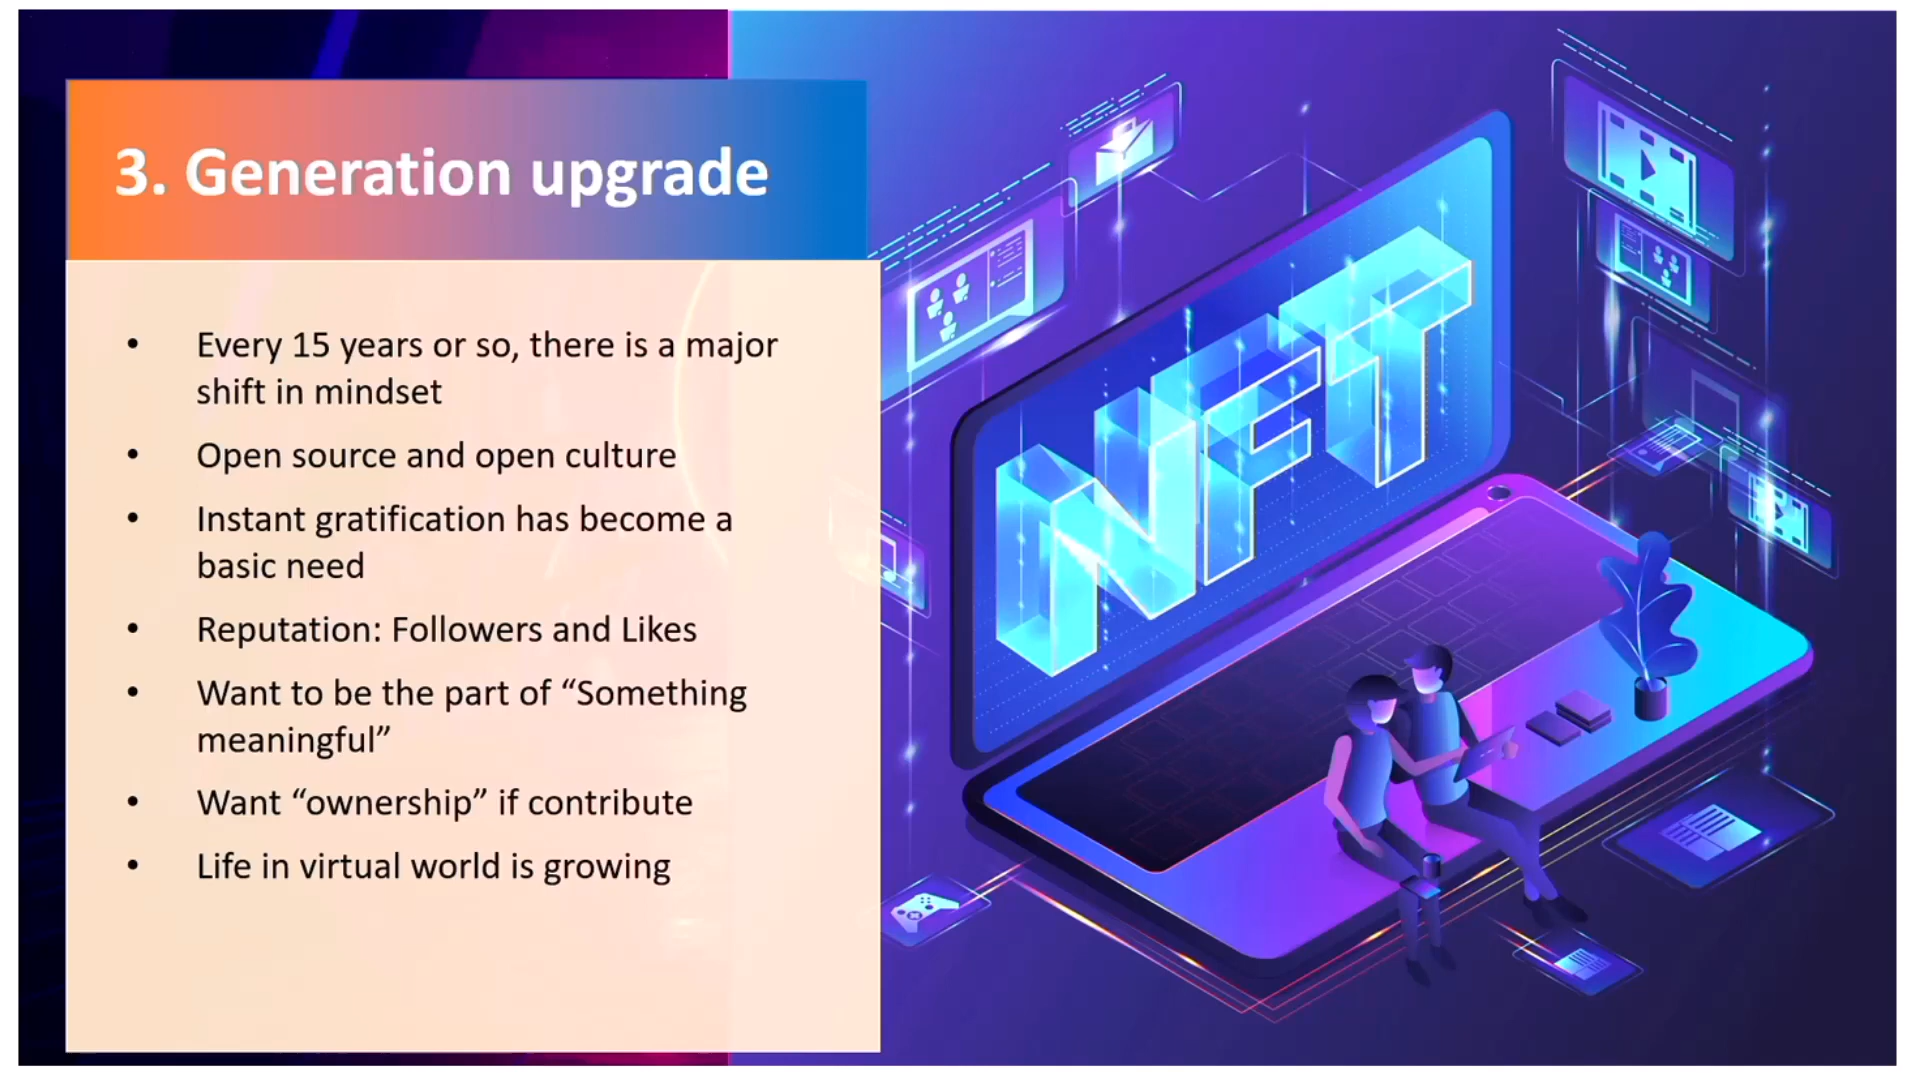 3. Generation upgrade
• Every 15 years or so, there is a major
shift in mindset
• Open source and open culture
• Instant gratification has become a
basic need
• Reputation: Followers and Likes
• Want to be the part of “Something
meaningful”
• Want “ownership” if contribute
• Life in virtual world is growing
NFT